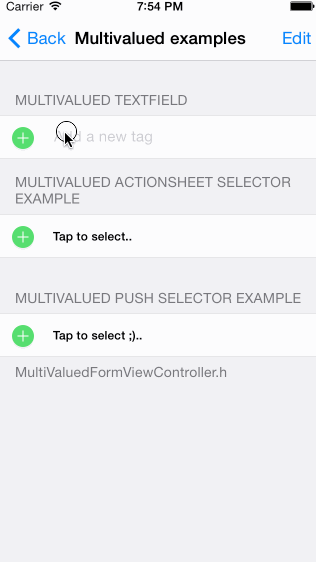 Carrier 7:54 PM
Back Multivalued examples Edit
MULTIVALUED TEXTFIELD
Add a new tag
MULTIVALUED ACTIONSHEET SELECTOR
EXAMPLE
Tap to select..
MULTIVALUED PUSH SELECTOR EXAMPLE
Tap to select ;)..
MultiValuedFormViewController.h